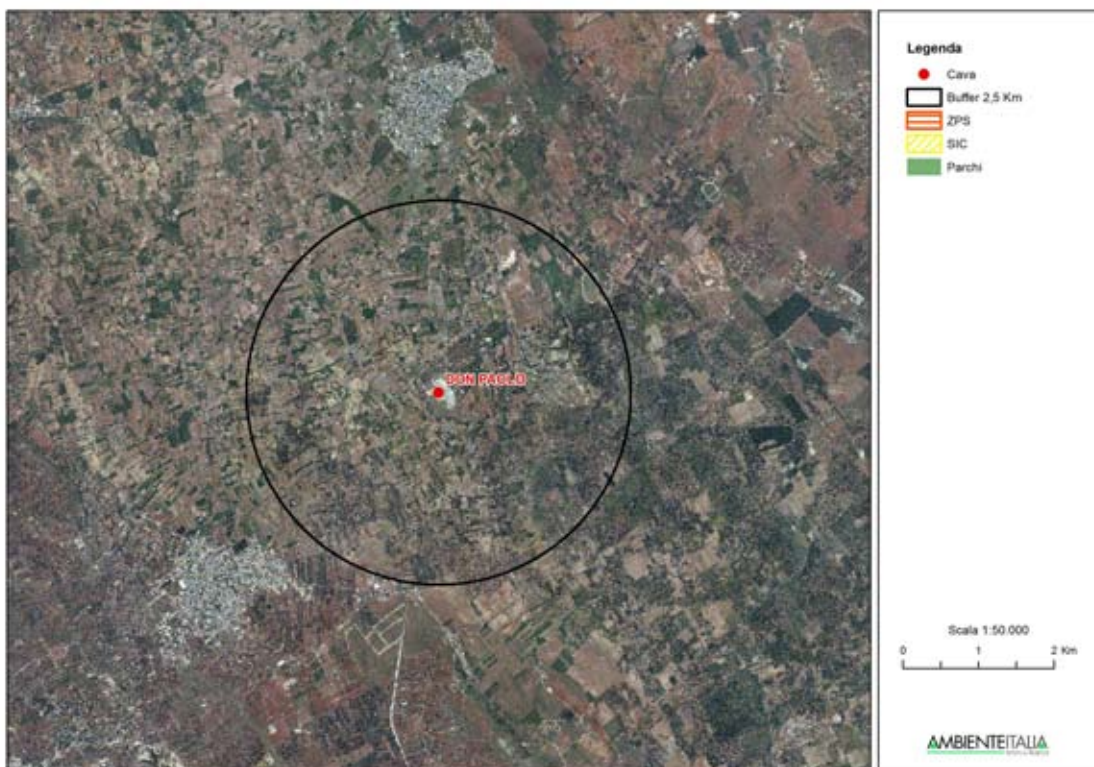 DON PAOLO
Legenda
Cava
Buffer 2,5 Km
ZPS
SIC
Parchi
Scala 1:50.000
0 1 2 Km
AMBIENTEITALIA